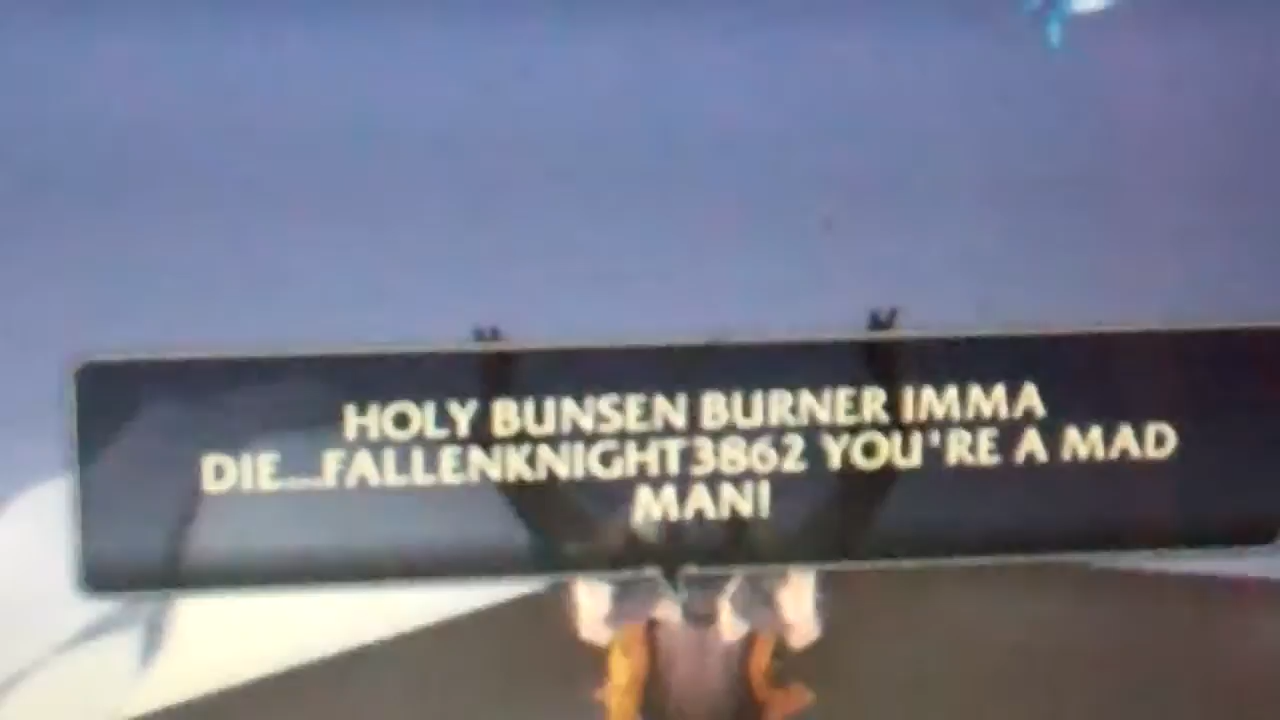 HOLY BUNSEN BURNER IMMA
DIE...FALLENKNIGHT3862 YOU'RE A MAD
MAN!